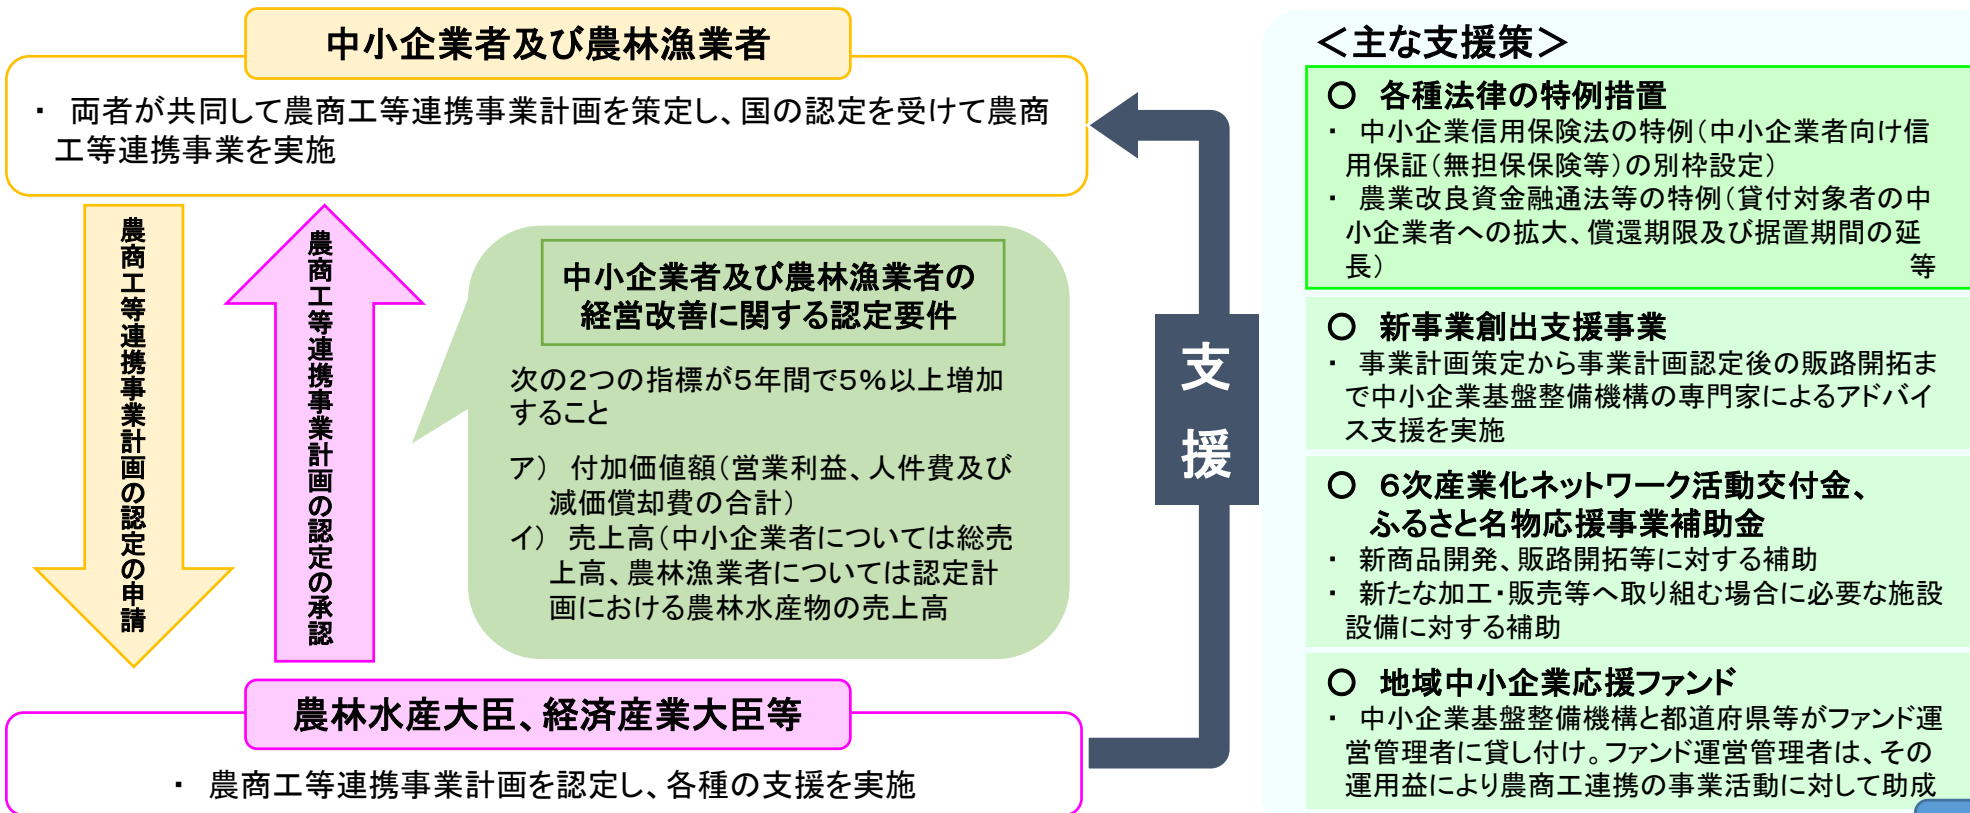 中小企業者及び農林漁業者
・ 両者が共同して農商工等連携事業計画を策定し、国の認定を受けて農商
工等連携事業を実施
農商工等連携事業計画の認定の申請
農商工等連携事業計画の認定の承認
中小企業者及び農林漁業者の
経営改善に関する認定要件
次の2つの指標が5年間で5%以上増加
すること
ア) 付加価値額(営業利益、人件費及び
減価償却費の合計)
イ) 売上高(中小企業者については総売
上高、農林漁業者については認定計
画における農林水産物の売上高
農林水産大臣、経済産業大臣等
・ 農商工等連携事業計画を認定し、各種の支援を実施
支
援
<主な支援策>
○ 各種法律の特例措置
・ 中小企業信用保険法の特例(中小企業者向け信
用保証(無担保保険等)の別枠設定)
・ 農業改良資金融通法等の特例(貸付対象者の中
小企業者への拡大、償還期限及び据置期間の延
長) 等
○ 新事業創出支援事業
・ 事業計画策定から事業計画認定後の販路開拓ま
で中小企業基盤整備機構の専門家によるアドバイ
ス支援を実施
○ 6次産業化ネットワーク活動交付金、
ふるさと名物応援事業補助金
・ 新商品開発、販路開拓等に対する補助
・ 新たな加工・販売等へ取り組む場合に必要な施設
設備に対する補助
○ 地域中小企業応援ファンド
・ 中小企業基盤整備機構と都道府県等がファンド運
営管理者に貸し付け。ファンド運営管理者は、その
運用益により農商工連携の事業活動に対して助成